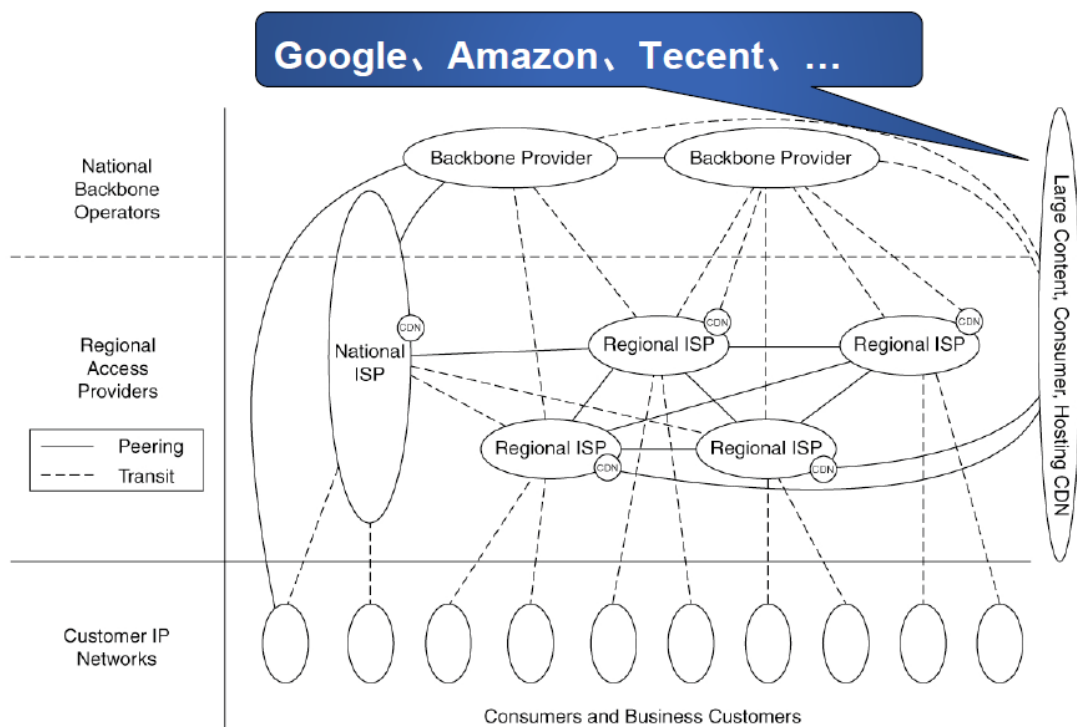 Google、Amazon、Tecent、...
National
Backbone
Operators
Backbone Provider
Backbone Provider
Large Content, Consumer, Hosting CDN
Regional
Access
Providers
CDN
National
ISP
CDN
Regional ISP
CDN
Regional ISP
Peering
Transit
Regional ISP
CDN
Regional ISP
CDN
Customer IP
Networks
Consumers and Business Customers